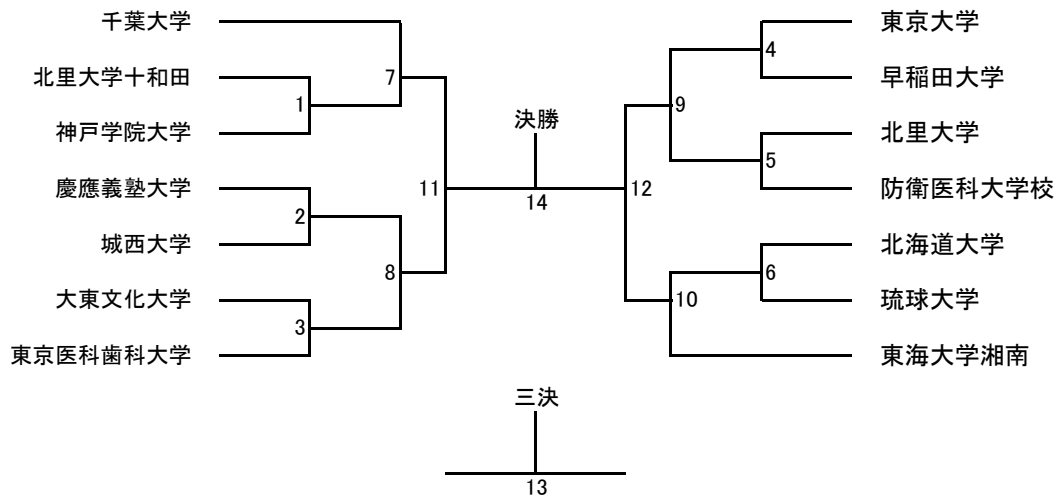 千葉大学
北里大学十和田
神戸学院大学
慶應義塾大学
城西大学
大東文化大学
東京医科歯科大学
1
2
3
7
8
11
決勝
14
12
9
10
4
5
6
東京大学
早稲田大学
北里大学
防衛医科大学校
北海道大学
琉球大学
東海大学湘南
三決
13